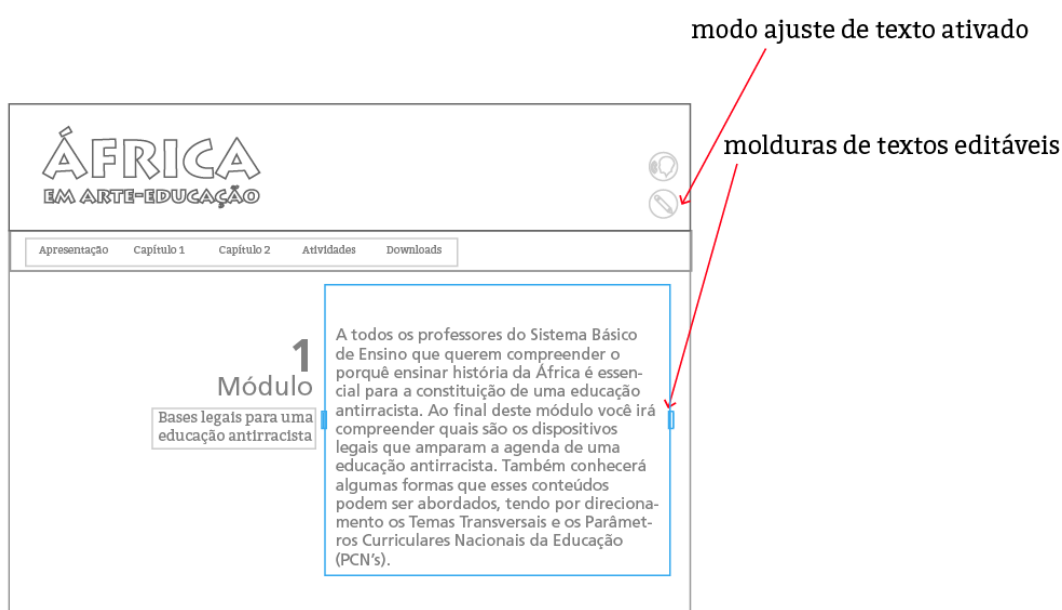 modo ajuste de texto ativado
molduras de textos editáveis
ÁFRICA
EM ARTE-EDUCAÇÃO
Apresentação Capítulo 1 Capítulo 2 Atividades Downloads
1
Módulo
Bases legais para uma
educação antirracista
A todos os professores do Sistema Básico
de Ensino que querem compreender o
porquê ensinar história da África é essen-
cial para a constituição de uma educação
antirracista. Ao final deste módulo você irá
compreender quais são os dispositivos
legais que amparam a agenda de uma
educação antirracista. Também conhecerá
algumas formas que esses conteúdos
podem ser abordados, tendo por direciona-
mento os Temas Transversais e os Parâmet-
ros Curriculares Nacionais da Educação
(PCN’s).